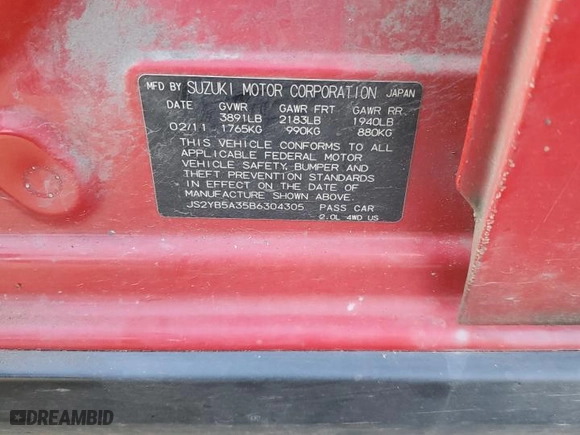 MFD BY SUZUKI MOTOR CORPORATION JAPAN
DATE GVWR GAWR FRT GAWR RR
3891LB 2183LB 1940LB
02/11 1765KG 990KG 880KG
THIS VEHICLE CONFORMS TO ALL
APPLICABLE FEDERAL MOTOR
VEHICLE SAFETY, BUMPER AND
THEFT PREVENTION STANDARDS
IN EFFECT ON THE DATE OF
MANUFACTURE SHOWN ABOVE.
JS2YB5A35B6304305 PASS CAR
2.0L 4WD US
DREAMBID